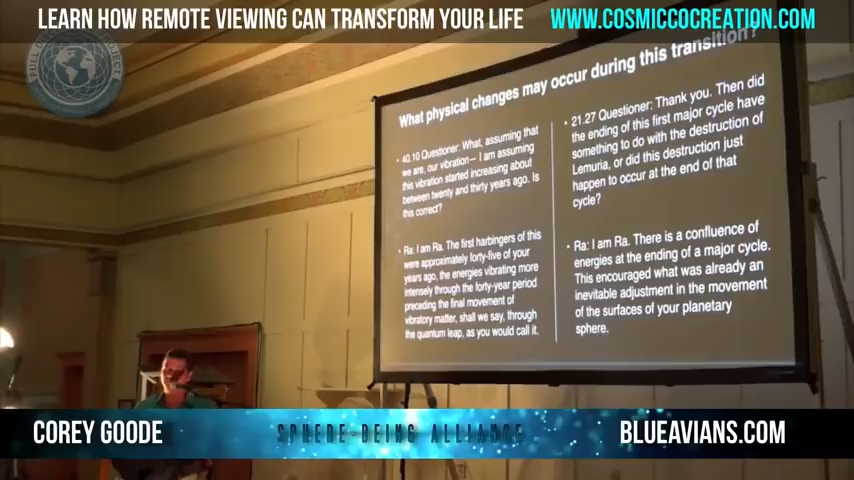 LEARN HOW REMOTE VIEWING CAN TRANSFORM YOUR LIFE WWW.COSMICCOCREATION.COM
What physical changes may occur during this transition?
• 40.10 Questioner: What, assuming that
we are, our vibration— I am assuming
this vibration started increasing about
between twenty and thirty years ago. Is
this correct?
• Ra: I am Ra. The first harbingers of this
were approximately forty-five of your
years ago, the energies vibrating more
intensely through the forty-year period
preceding the final movement of
vibratory matter, shall we say, through
the quantum leap, as you would call it.
• 21.27 Questioner: Thank you. Then did
the ending of this first major cycle have
something to do with the destruction of
Lemuria, or did this destruction just
happen to occur at the end of that
cycle?
• Ra: I am Ra. There is a confluence of
energies at the ending of a major cycle.
This encouraged what was already an
inevitable adjustment in the movement
of the surfaces of your planetary
sphere.
COREY GOODE
SPHERE-BEING ALLIANCE
BLUEAVIANS.COM